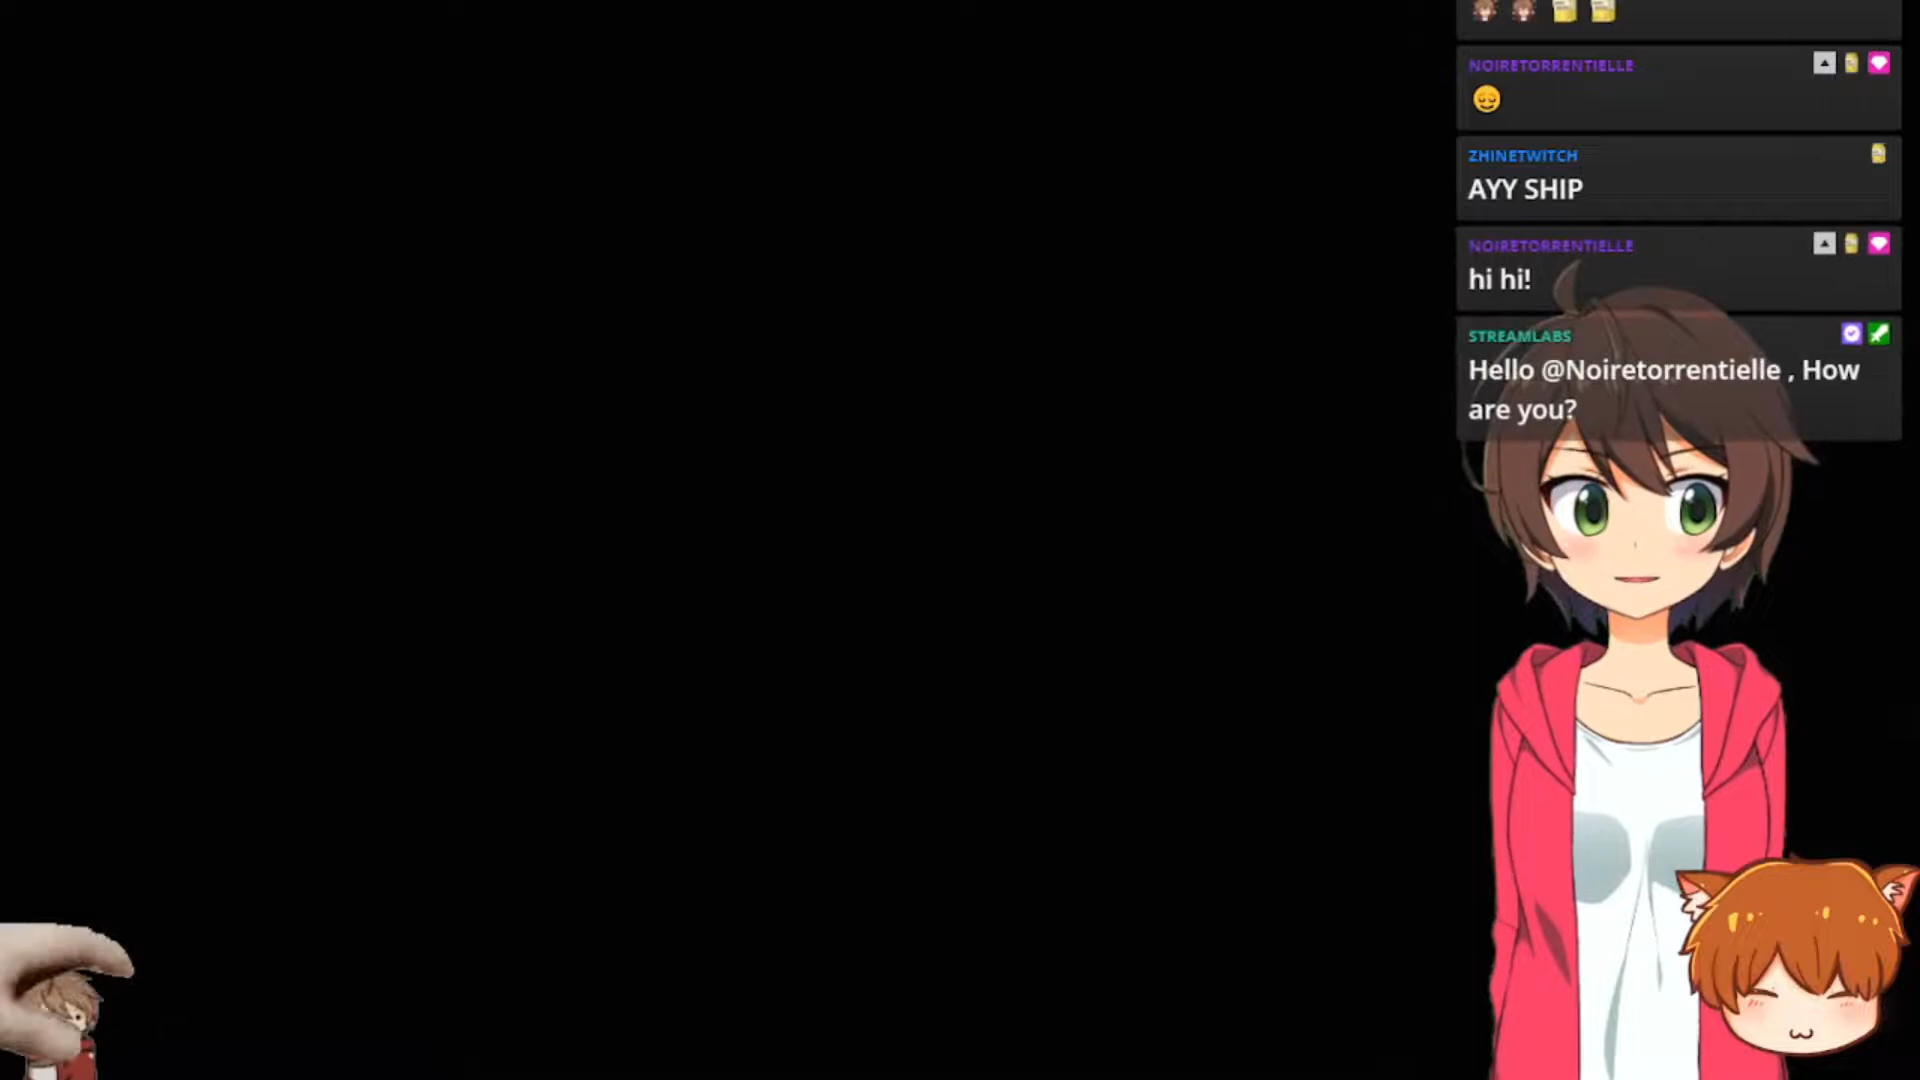 NOIRETORRENTIELLE
ZHINETWITCH
AYY SHIP
NOIRETORRENTIELLE
hi hi!
STREAMLABS
Hello @Noiretorrentielle , How
are you?